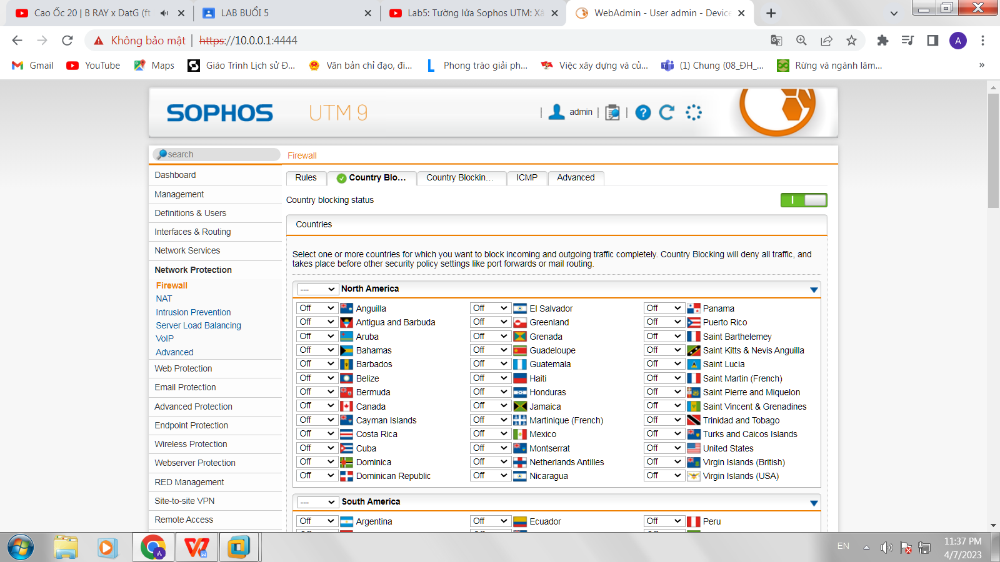 Cao Ốc 20 | B RAY x DatG (ft
LAB BUỔI 5
Lab5: Tường lửa Sophos UTM: Xâ
WebAdmin - User admin - Device
Không bảo mật | https://10.0.0.1:4444
A
Gmail
YouTube
Maps
Giáo Trình Lịch sử Đ...
Văn bản chỉ đạo, đi...
Phong trào giải ph...
Việc xây dựng và củ...
(1) Chung (08_ĐH_...
Rừng và ngành lâm...
»
SOPHOS UTM 9
| admin | |
search
Firewall
Dashboard
Management
Definitions & Users
Interfaces & Routing
Network Services
Network Protection
Firewall
NAT
Intrusion Prevention
Server Load Balancing
VoIP
Advanced
Web Protection
Email Protection
Advanced Protection
Endpoint Protection
Wireless Protection
Webserver Protection
RED Management
Site-to-site VPN
Remote Access
Rules
Country Blo...
Country Blockin...
ICMP
Advanced
Country blocking status
Countries
Select one or more countries for which you want to block incoming and outgoing traffic completely. Country Blocking will deny all traffic, and
takes place before other security policy settings like port forwards or mail routing.
--- North America
Off Anguilla Off El Salvador Off Panama
Off Antigua and Barbuda Off Greenland Off Puerto Rico
Off Aruba Off Grenada Off Saint Barthelemey
Off Bahamas Off Guadeloupe Off Saint Kitts & Nevis Anguilla
Off Barbados Off Guatemala Off Saint Lucia
Off Belize Off Haiti Off Saint Martin (French)
Off Bermuda Off Honduras Off Saint Pierre and Miquelon
Off Canada Off Jamaica Off Saint Vincent & Grenadines
Off Cayman Islands Off Martinique (French) Off Trinidad and Tobago
Off Costa Rica Off Mexico Off Turks and Caicos Islands
Off Cuba Off Montserrat Off United States
Off Dominica Off Netherlands Antilles Off Virgin Islands (British)
Off Dominican Republic Off Nicaragua Off Virgin Islands (USA)
--- South America
Off Argentina Off Ecuador Off Peru
EN
11:37 PM
4/7/2023